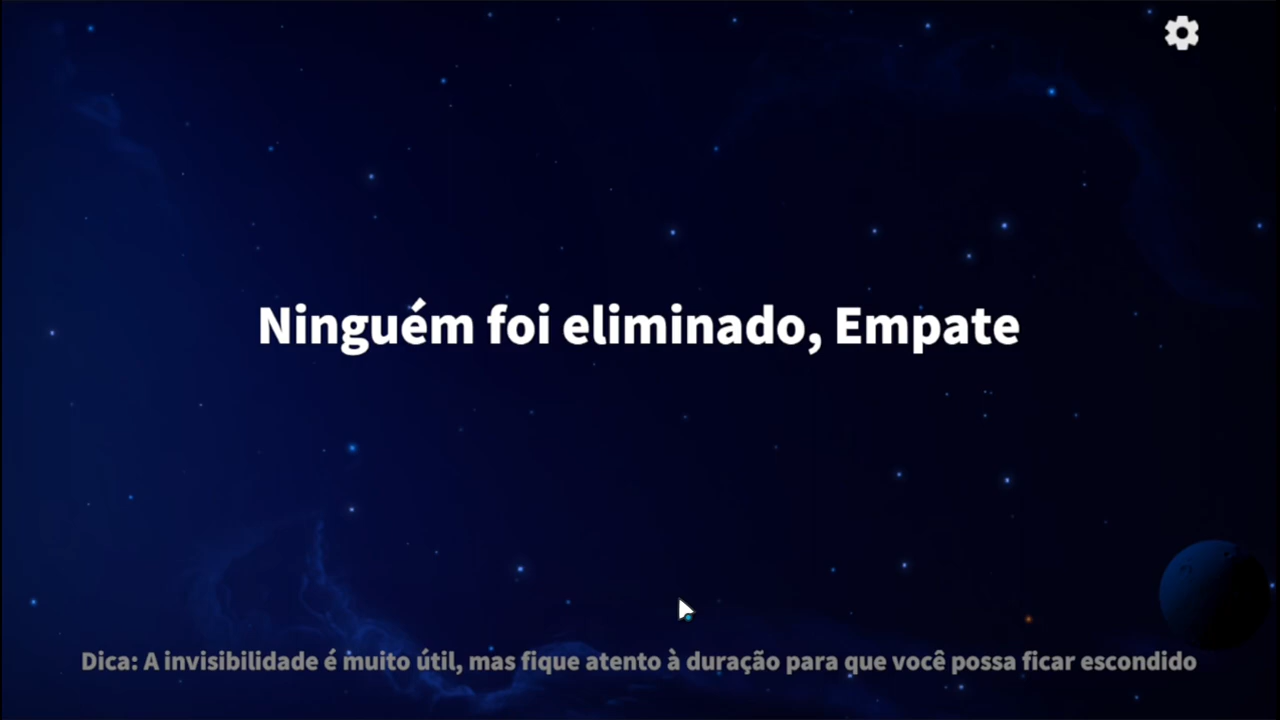 Ninguém foi eliminado, Empate
Dica: A invisibilidade é muito útil, mas fique atento à duração para que você possa ficar escondido